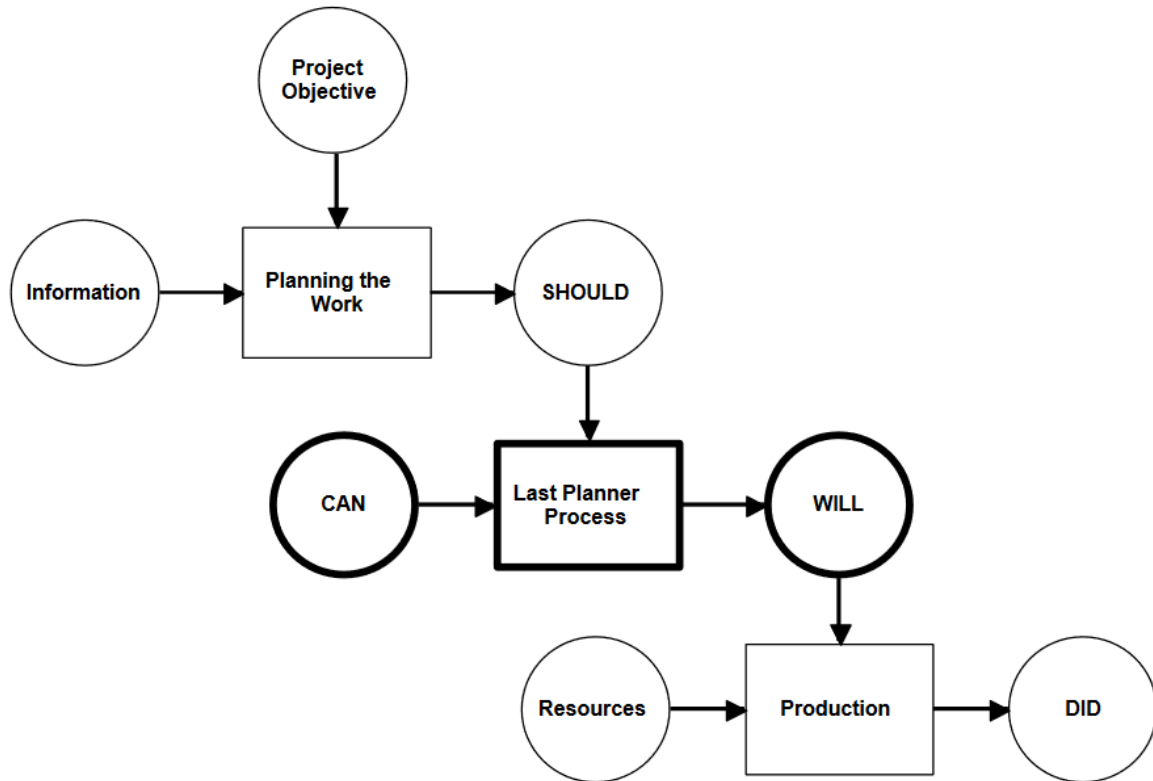 Project
Objective
Information
Planning the
Work
SHOULD
CAN
Last Planner
Process
WILL
Resources
Production
DID